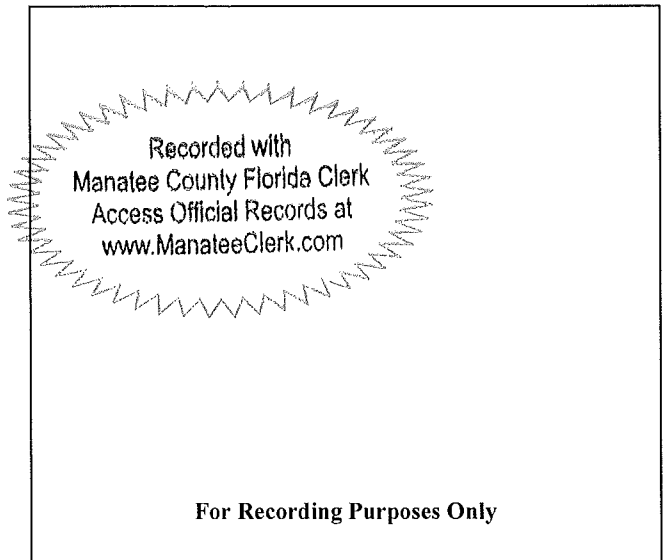 Recorded with
Manatee County Florida Clerk
Access Official Records at
www.ManateeClerk.com
For Recording Purposes Only